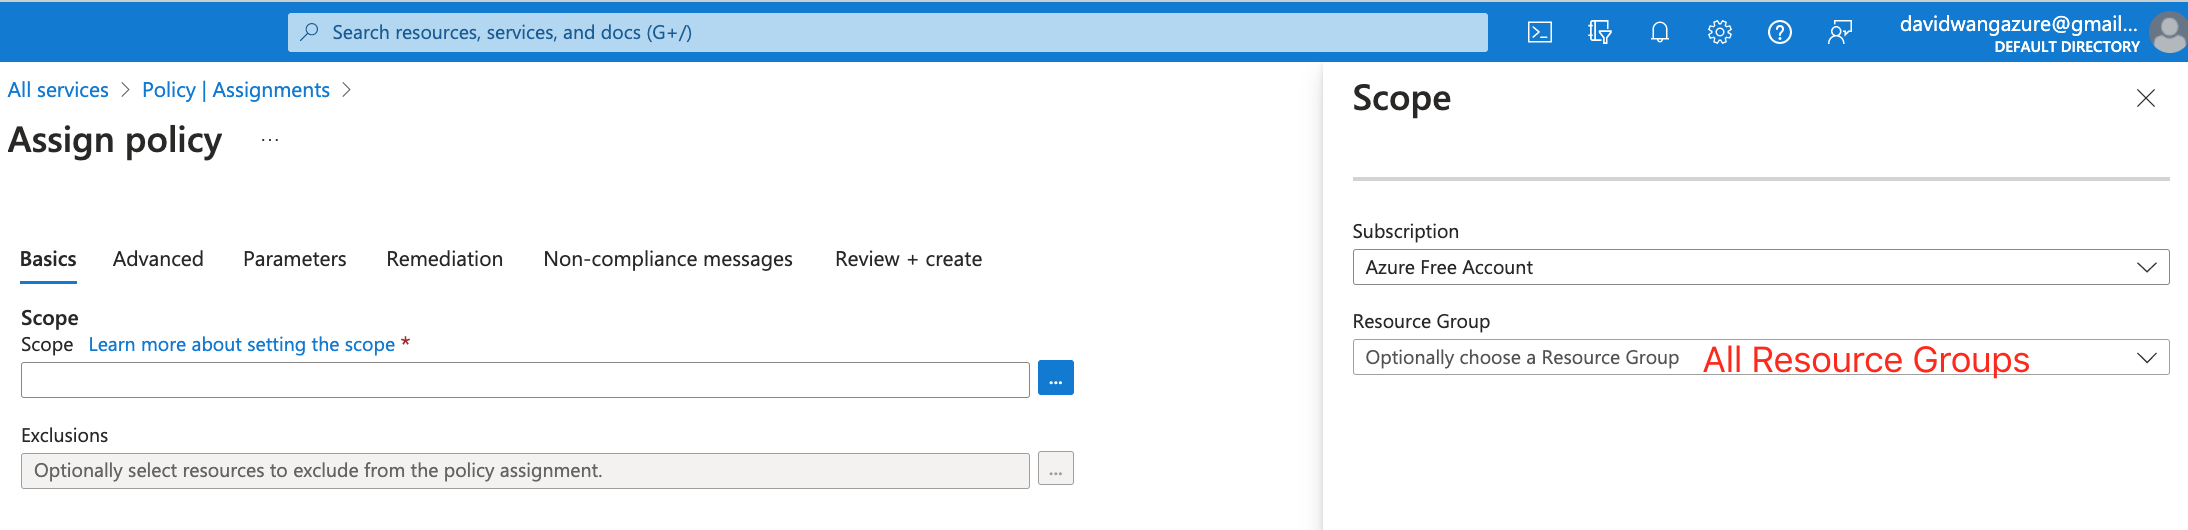 Search resources, services, and docs (G+/)
davidwangazure@gmail...
DEFAULT DIRECTORY
All services > Policy | Assignments >
Assign policy ...
Basics Advanced Parameters Remediation Non-compliance messages Review + create
Scope
Scope Learn more about setting the scope *
...
Exclusions
Optionally select resources to exclude from the policy assignment.
...
Scope
Subscription
Azure Free Account
Resource Group
Optionally choose a Resource Group All Resource Groups